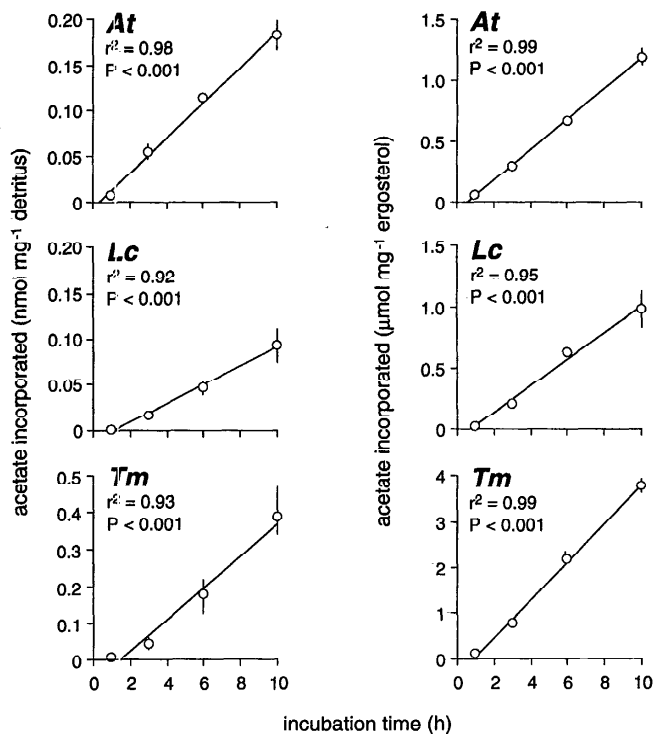 acetate incorporated (nmol mg⁻¹ detritus)
At
r² = 0.98
P < 0.001
0.20
0.15
0.10
0.05
0
Lc
r² = 0.92
P < 0.001
0.20
0.15
0.10
0.05
0
Tm
r² = 0.93
P < 0.001
0.5
0.4
0.3
0.2
0.1
0
0 2 4 6 8 10
acetate incorporated (μmol mg⁻¹ ergosterol)
At
r² = 0.99
P < 0.001
1.5
1.0
0.5
0
Lc
r² = 0.95
P < 0.001
1.5
1.0
0.5
0
Tm
r² = 0.99
P < 0.001
4
3
2
1
0
0 2 4 6 8 10
incubation time (h)